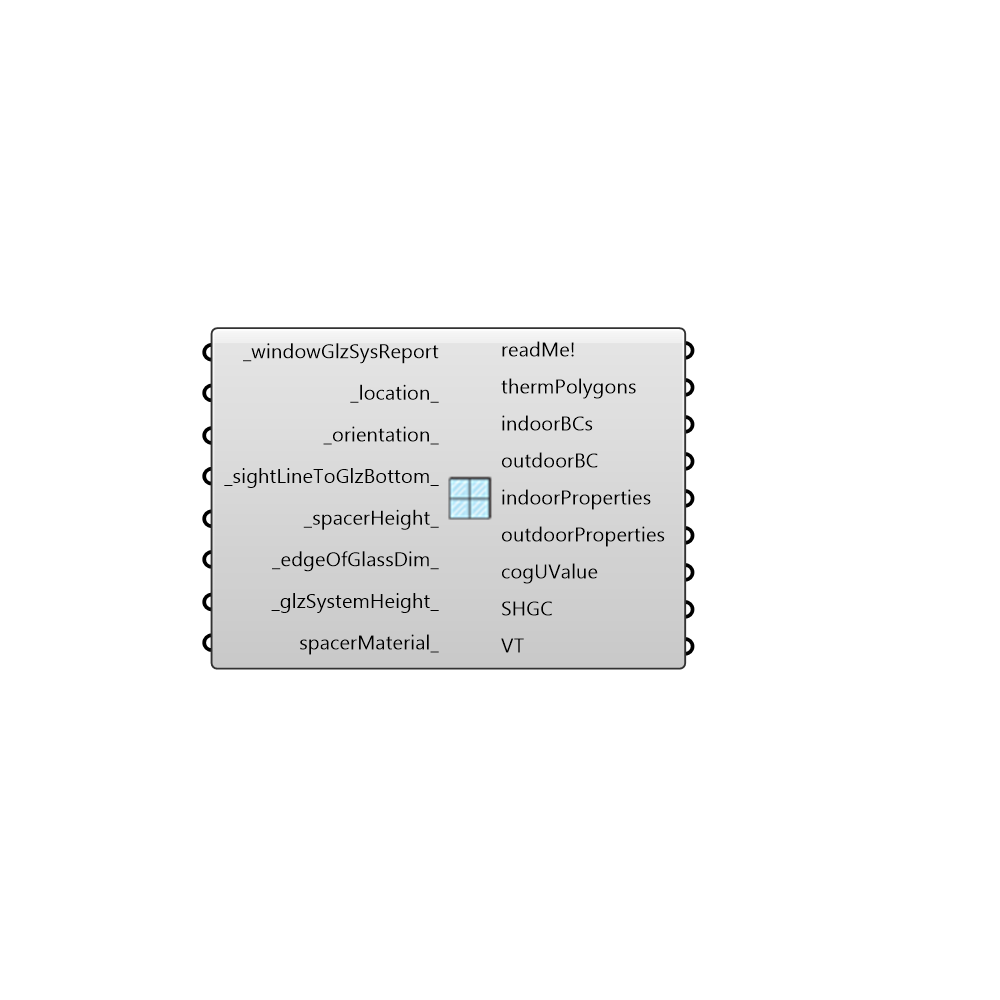 _windowGlzSysReport
_location_
_orientation_
_sightLineToGlzBottom_
_spacerHeight_
_edgeOfGlassDim_
_glzSystemHeight_
spacerMaterial_
readMe!
thermPolygons
indoorBCs
outdoorBC
indoorProperties
outdoorProperties
cogUValue
SHGC
VT